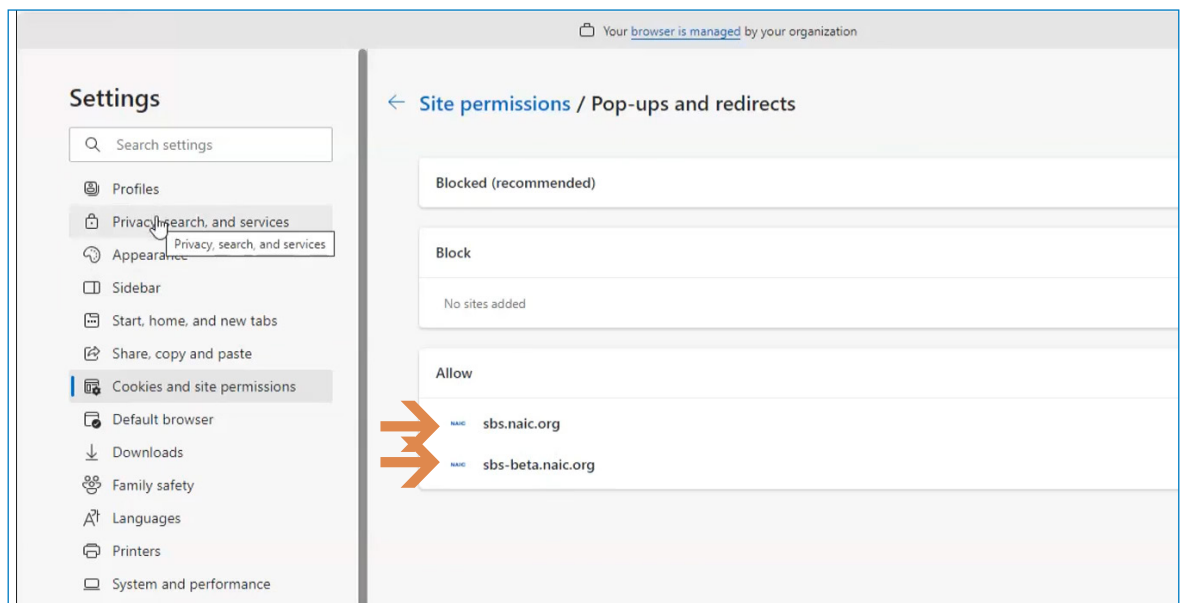 Your browser is managed by your organization
Settings
Search settings
Profiles
Privacy, search, and services
Privacy, search, and services
Appearance
Sidebar
Start, home, and new tabs
Share, copy and paste
Cookies and site permissions
Default browser
Downloads
Family safety
Languages
Printers
System and performance
Site permissions / Pop-ups and redirects
Blocked (recommended)
Block
No sites added
Allow
NAIC sbs.naic.org
NAIC sbs-beta.naic.org